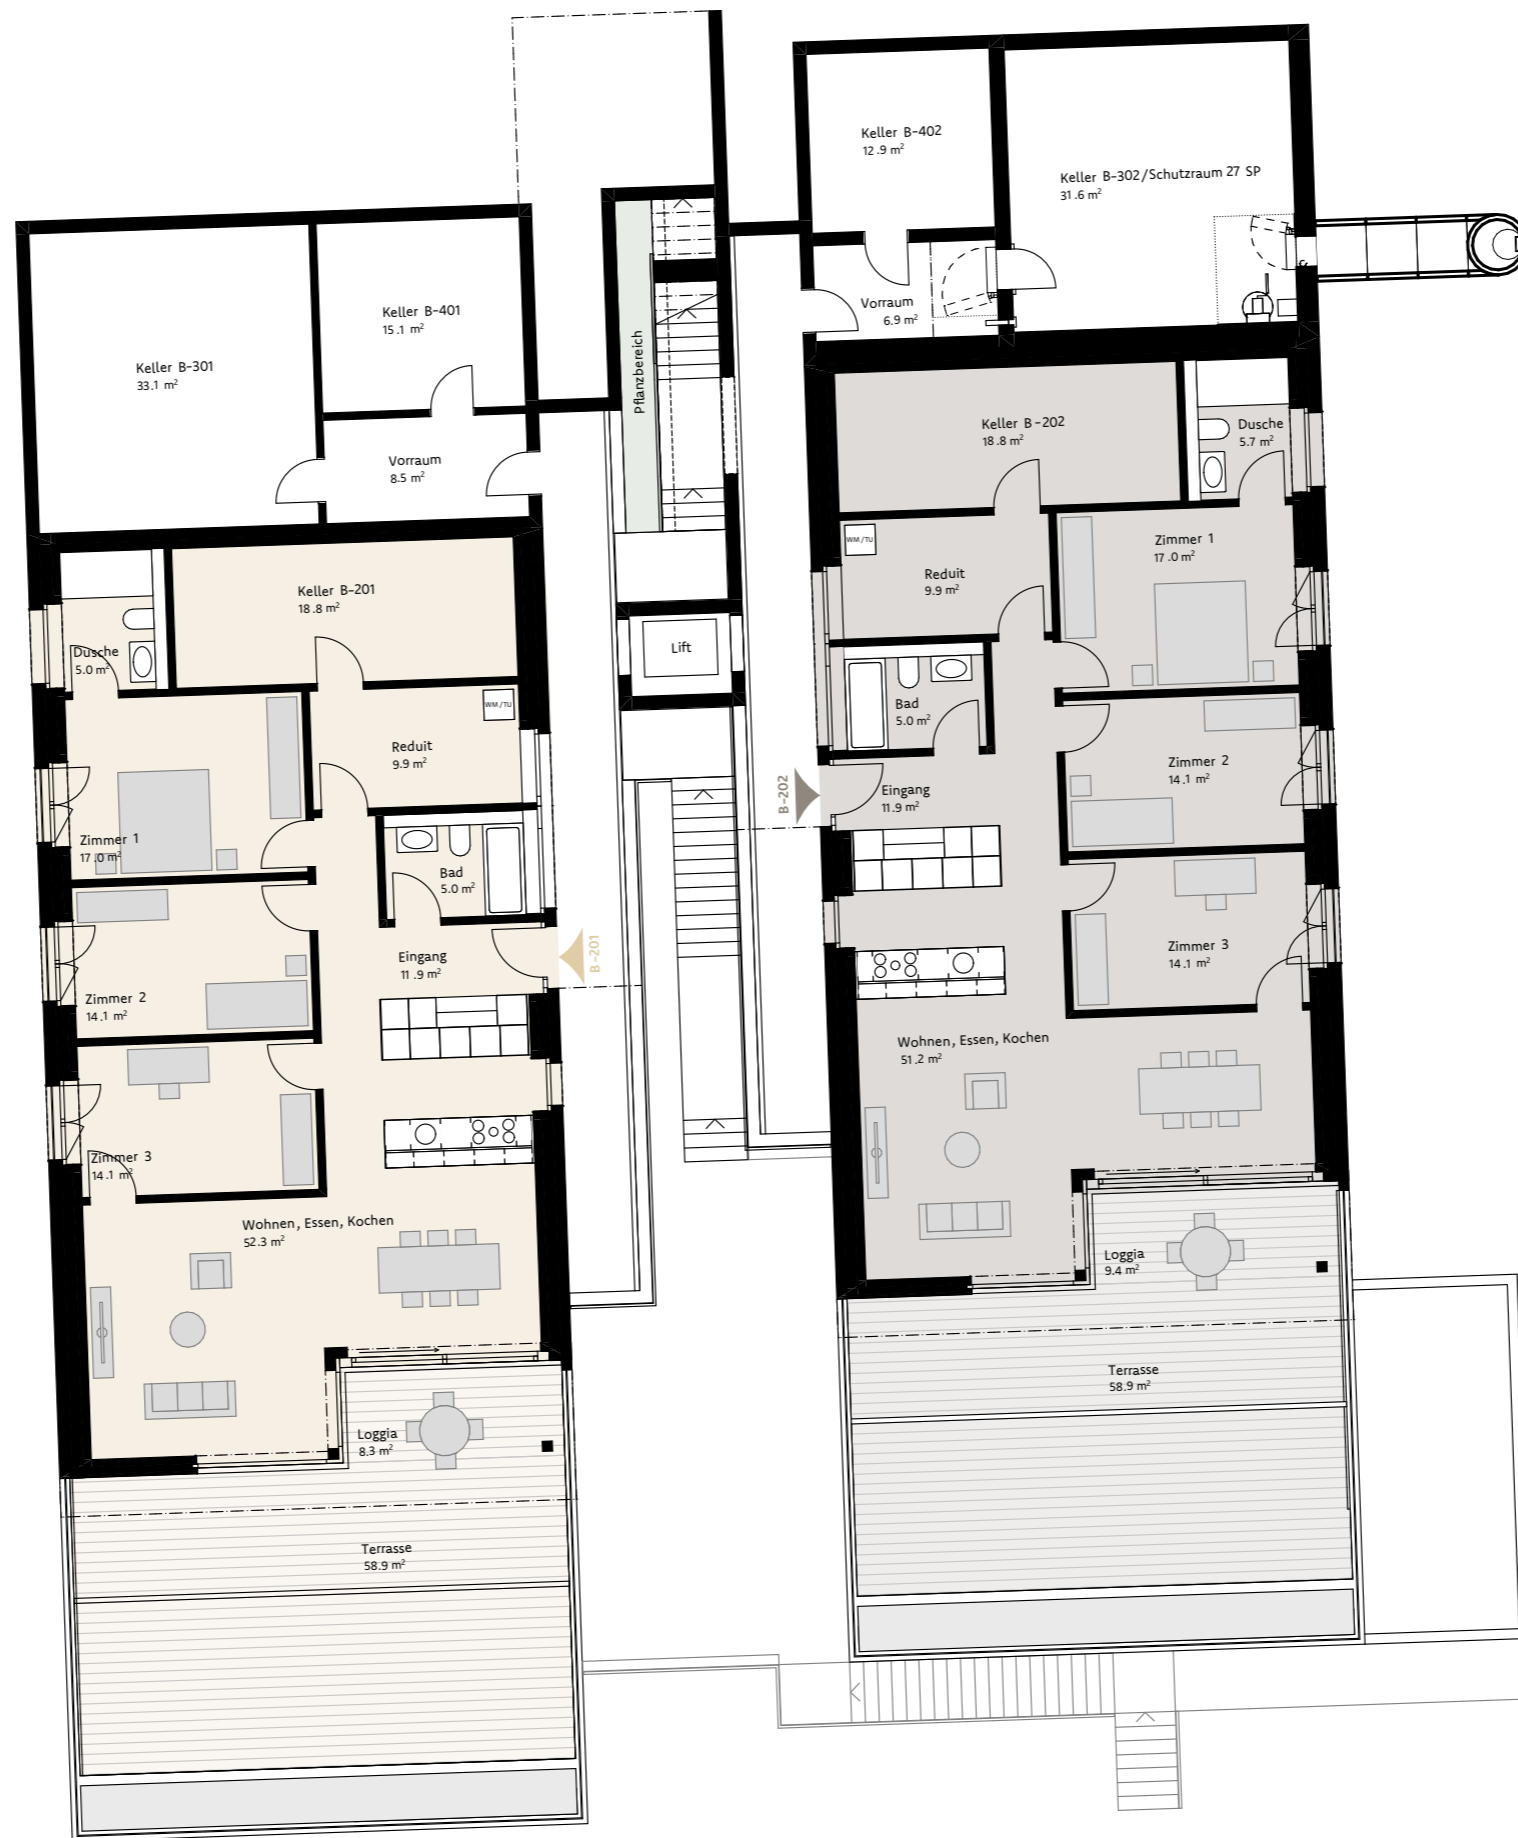 Keller B-402
12.9 m²
Keller B-302/Schutzraum 27 SP
31.6 m²
Vorraum
6.9 m²
Keller B-401
15.1 m²
Keller B-301
33.1 m²
Vorraum
8.5 m²
Pflanzbereich
Lift
Keller B-201
18.8 m²
Dusche
5.0 m²
WM./TU
Reduit
9.9 m²
Zimmer 1
17.0 m²
Bad
5.0 m²
Eingang
11.9 m²
B-201
Zimmer 2
14.1 m²
Zimmer 3
14.1 m²
Wohnen, Essen, Kochen
52.3 m²
Loggia
8.3 m²
Terrasse
58.9 m²
Keller B-202
18.8 m²
Dusche
5.7 m²
WM./TU
Reduit
9.9 m²
Zimmer 1
17.0 m²
Bad
5.0 m²
B-202
Eingang
11.9 m²
Zimmer 2
14.1 m²
Zimmer 3
14.1 m²
Wohnen, Essen, Kochen
51.2 m²
Loggia
9.4 m²
Terrasse
58.9 m²